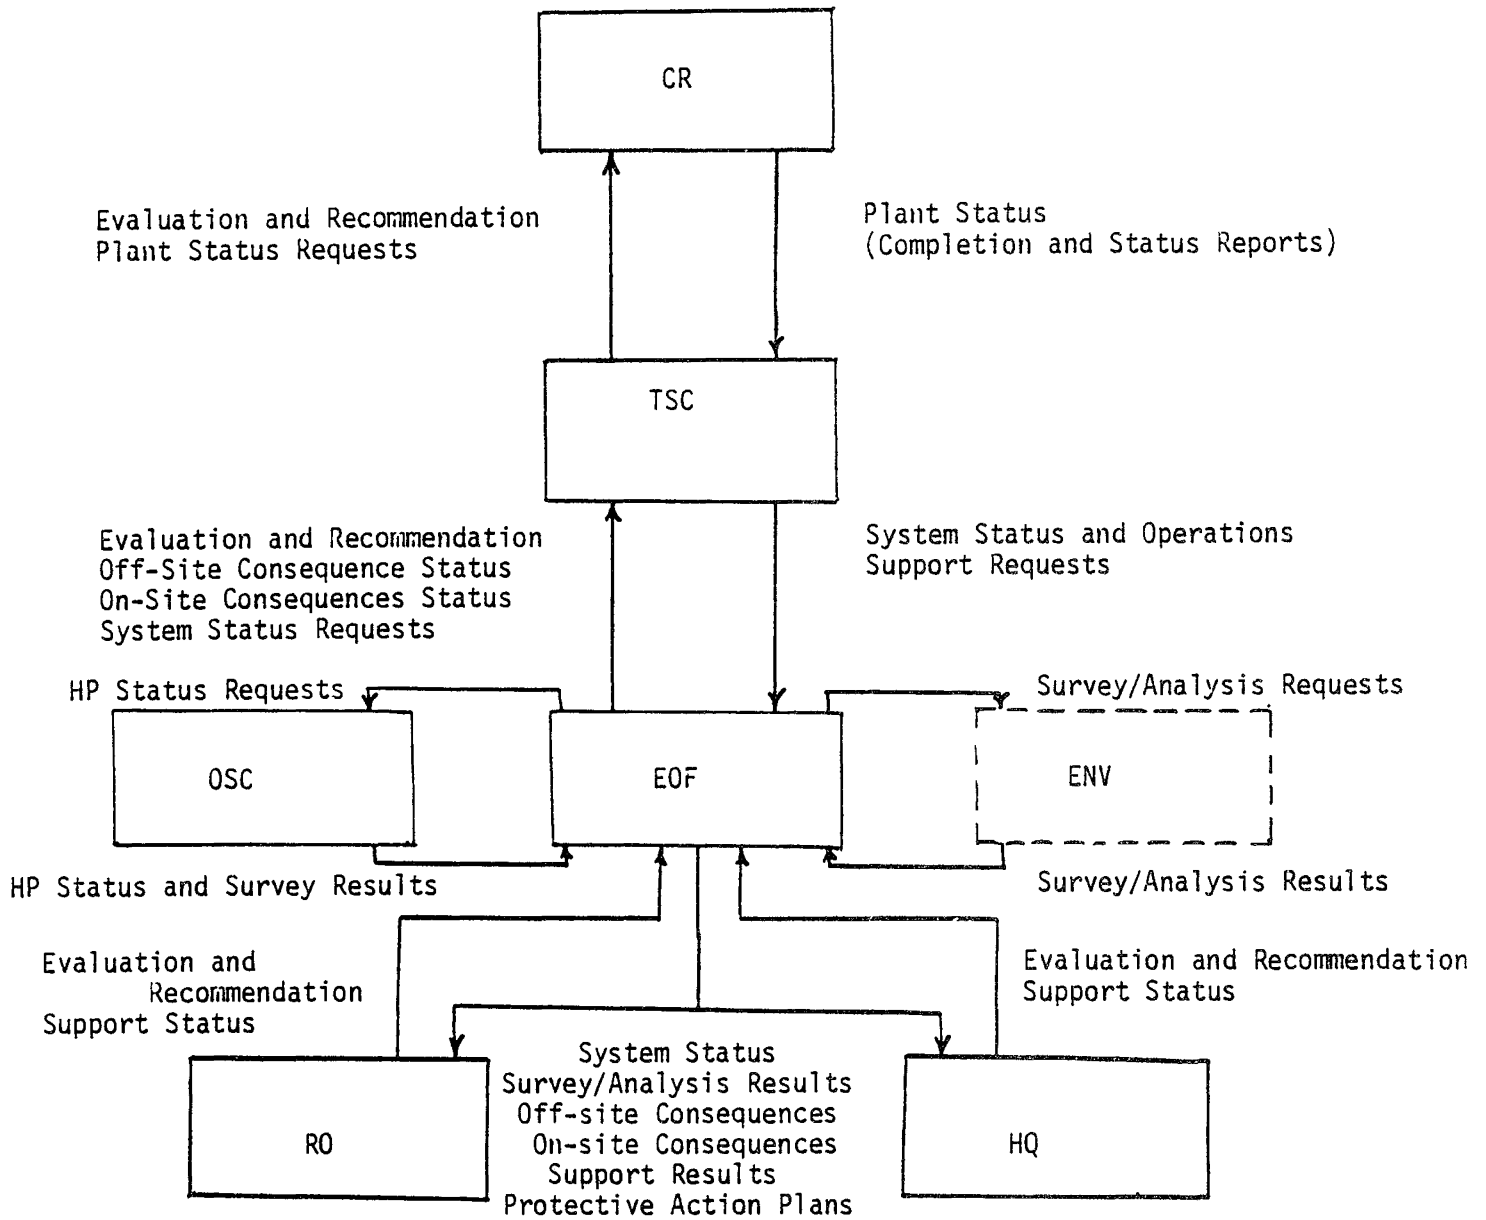 CR
Evaluation and Recommendation
Plant Status Requests
Plant Status
(Completion and Status Reports)
TSC
Evaluation and Recommendation
Off-Site Consequence Status
On-Site Consequences Status
System Status Requests
System Status and Operations
Support Requests
HP Status Requests
Survey/Analysis Requests
OSC
EOF
ENV
HP Status and Survey Results
Survey/Analysis Results
Evaluation and
Recommendation
Support Status
Evaluation and Recommendation
Support Status
System Status
Survey/Analysis Results
Off-site Consequences
On-site Consequences
Support Results
Protective Action Plans
RO
HQ